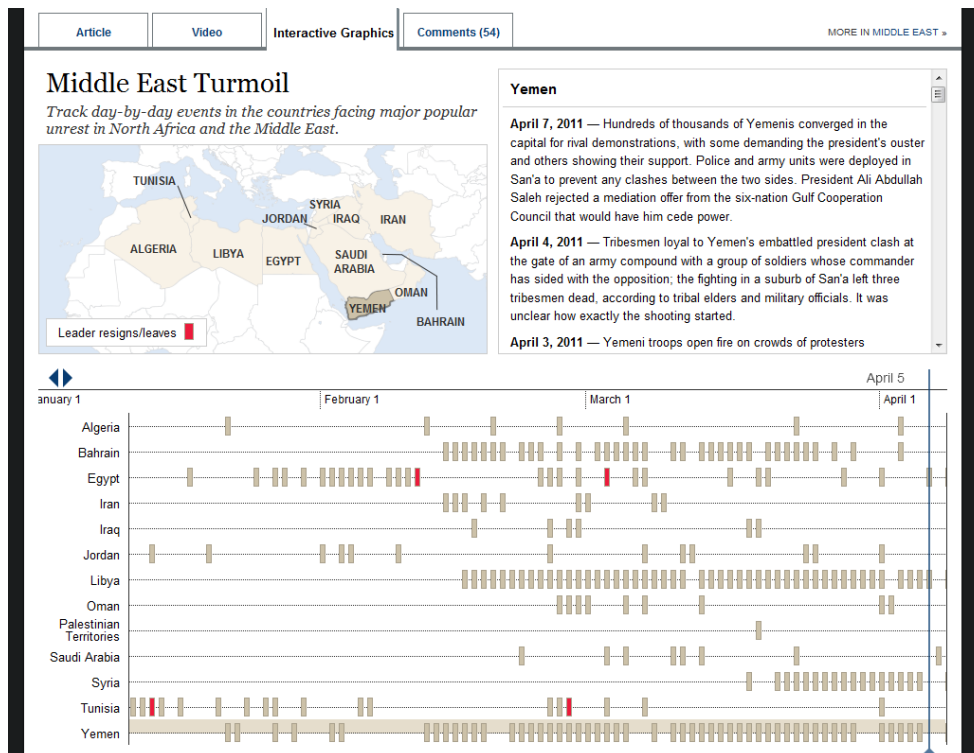 Article
Video
Interactive Graphics
Comments (54)
MORE IN MIDDLE EAST »
Middle East Turmoil
Track day-by-day events in the countries facing major popular
unrest in North Africa and the Middle East.
TUNISIA
SYRIA
JORDAN
IRAQ
IRAN
ALGERIA
LIBYA
EGYPT
SAUDI
ARABIA
OMAN
YEMEN
BAHRAIN
Leader resigns/leaves
Yemen
April 7, 2011 — Hundreds of thousands of Yemenis converged in the
capital for rival demonstrations, with some demanding the president's ouster
and others showing their support. Police and army units were deployed in
San'a to prevent any clashes between the two sides. President Ali Abdullah
Saleh rejected a mediation offer from the six-nation Gulf Cooperation
Council that would have him cede power.
April 4, 2011 — Tribesmen loyal to Yemen's embattled president clash at
the gate of an army compound with a group of soldiers whose commander
has sided with the opposition; the fighting in a suburb of San'a left three
tribesmen dead, according to tribal elders and military officials. It was
unclear how exactly the shooting started.
April 3, 2011 — Yemeni troops open fire on crowds of protesters
April 5
anuary 1
February 1
March 1
April 1
Algeria
Bahrain
Egypt
Iran
Iraq
Jordan
Libya
Oman
Palestinian
Territories
Saudi Arabia
Syria
Tunisia
Yemen